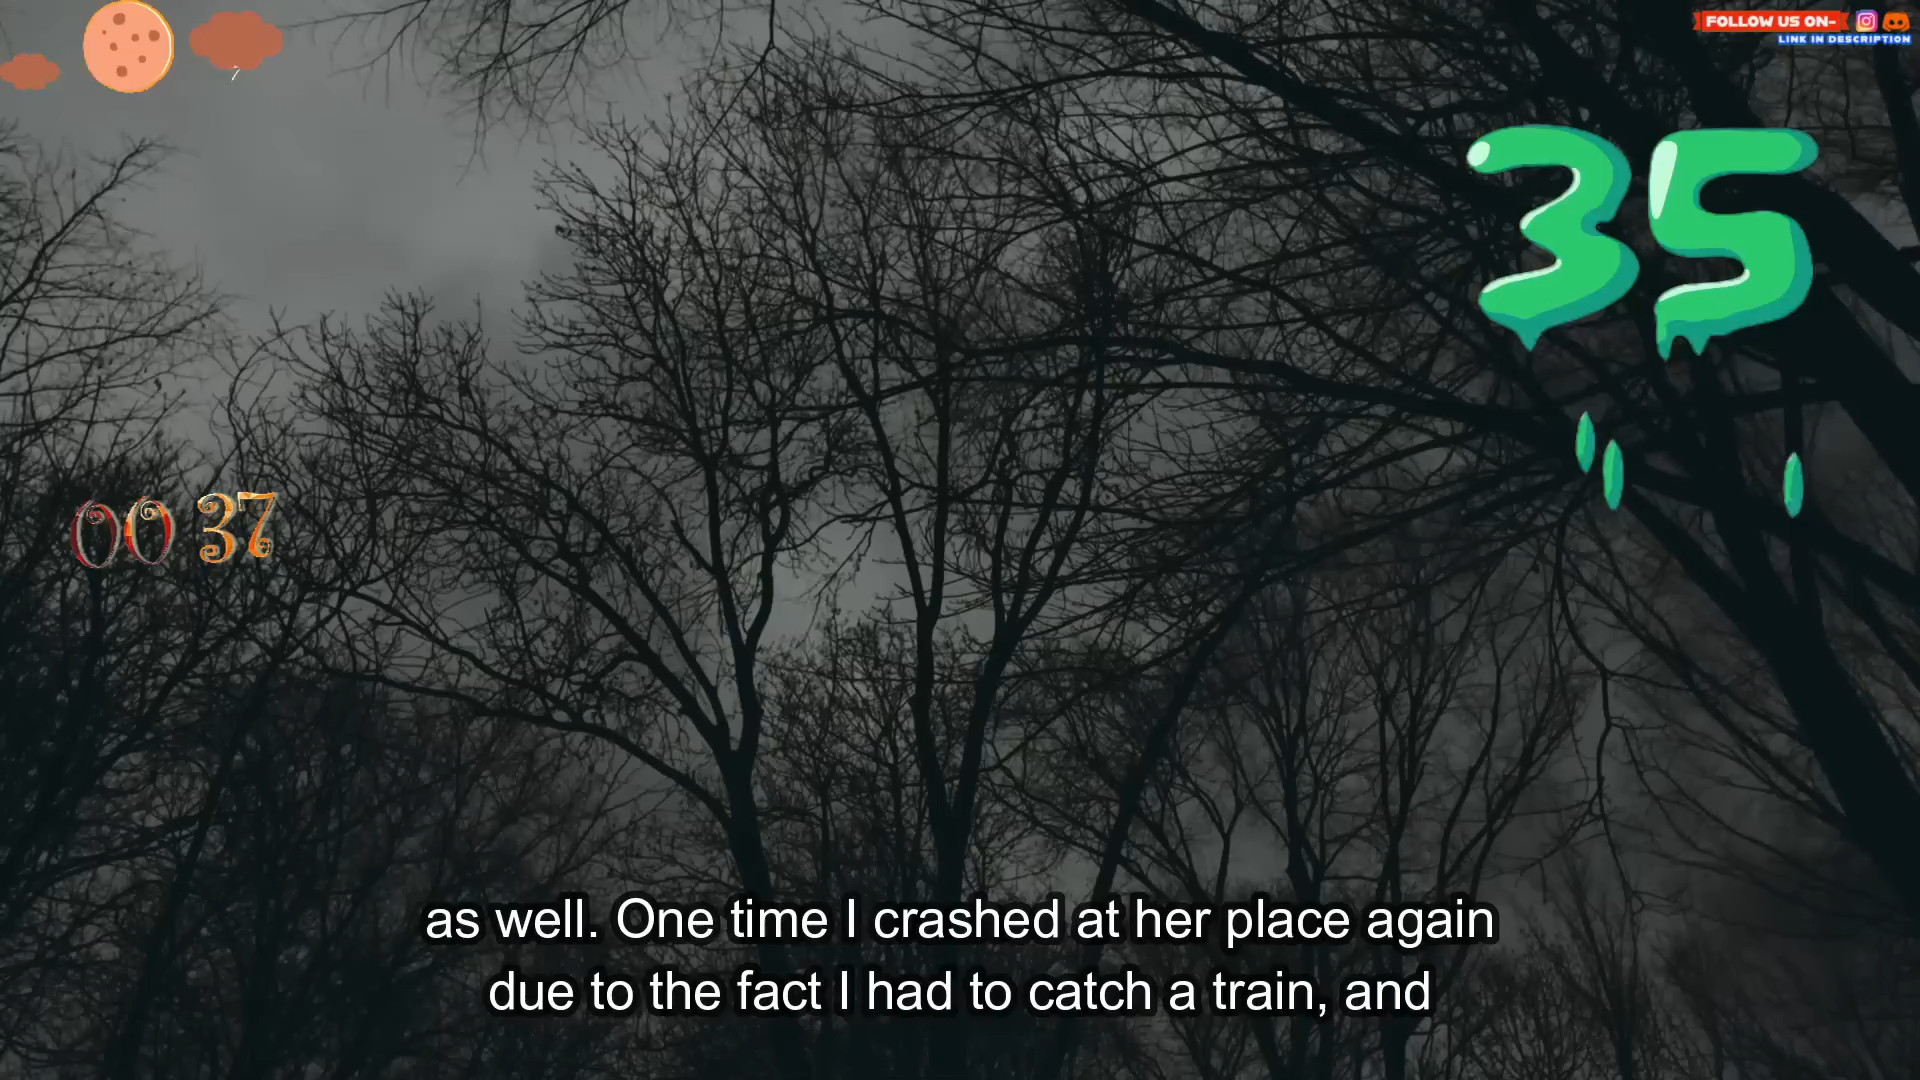 FOLLOW US ON-
LINK IN DESCRIPTION
35
00 37
as well. One time I crashed at her place again
due to the fact I had to catch a train, and